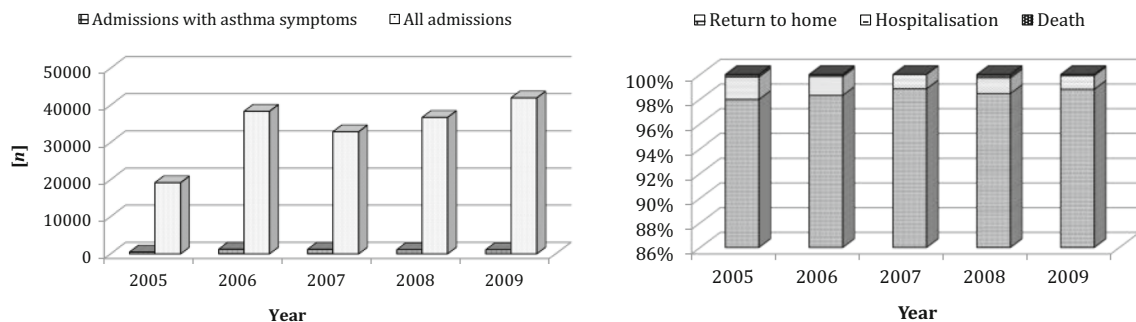 Admissions with asthma symptoms All admissions
50000
40000
30000
20000
10000
0
[n]
2005 2006 2007 2008 2009
Year
Return to home Hospitalisation Death
100%
98%
96%
94%
92%
90%
88%
86%
2005 2006 2007 2008 2009
Year